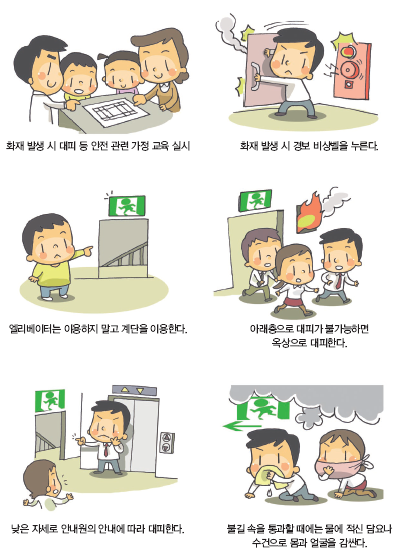 화재 발생 시 대피 등 안전 관련 가정 교육 실시
화재 발생 시 경보 비상벨을 누른다.
엘리베이터는 이용하지 말고 계단을 이용한다.
아래층으로 대피가 불가능하면
옥상으로 대피한다.
낮은 자세로 안내원의 안내에 따라 대피한다.
불길 속을 통과할 때에는 물에 적신 담요나
수건으로 몸과 얼굴을 감싼다.